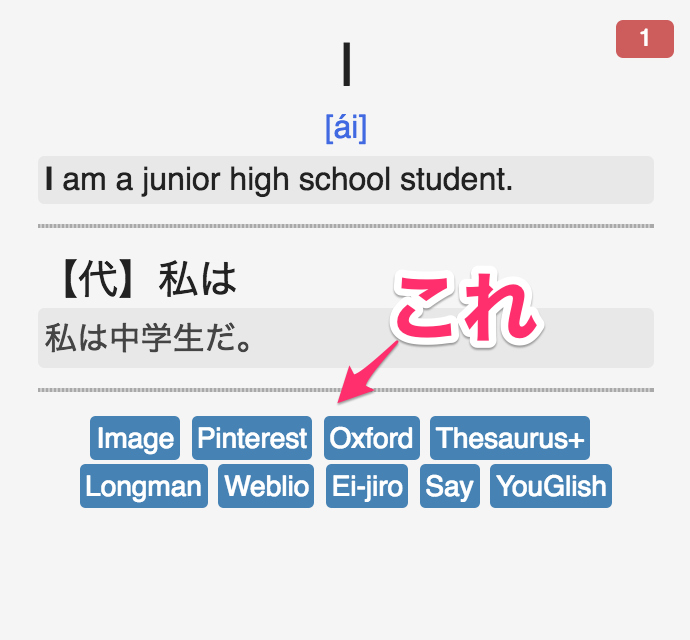 1
I
[ái]
I am a junior high school student.
【代】私は
私は中学生だ。
これ
Image Pinterest Oxford Thesaurus+
Longman Weblio Ei-jiro Say YouGlish